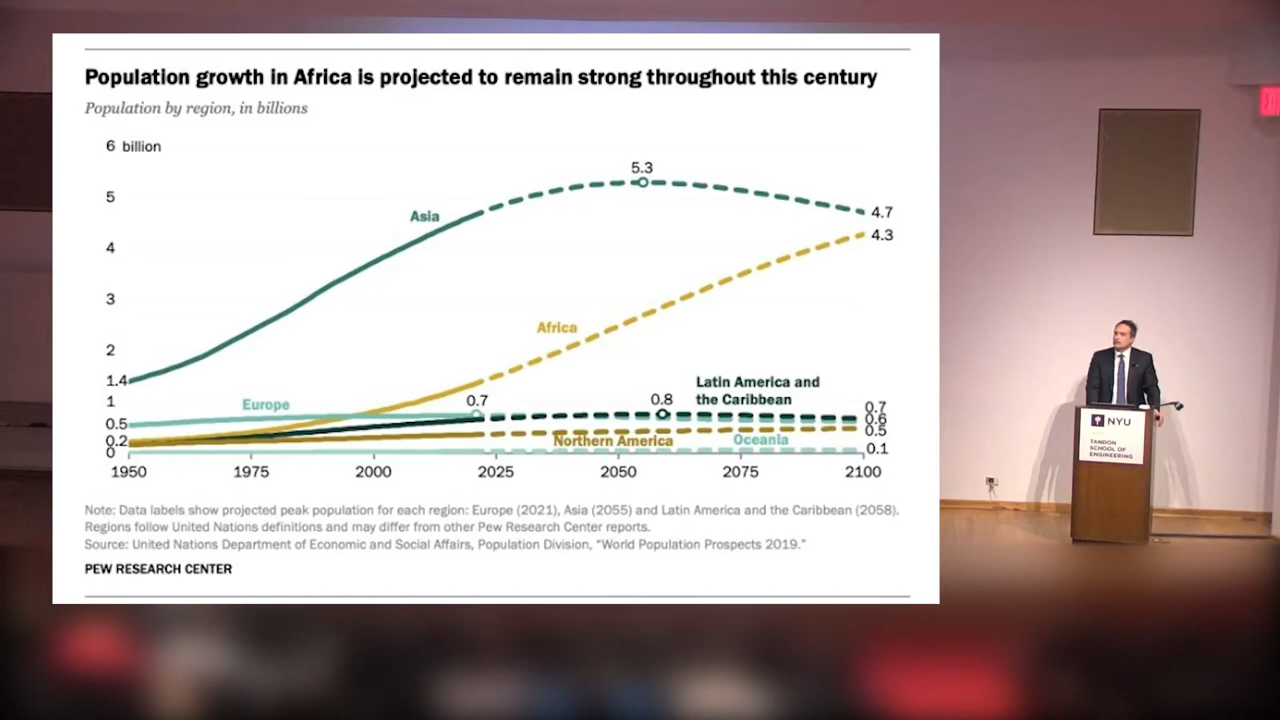 Population growth in Africa is projected to remain strong throughout this century
Population by region, in billions
6 billion
5.3
5
Asia
4.7
4.3
4
3
Africa
2
1.4
Latin America and
the Caribbean
1
Europe
0.7
0.8
0.7
0.6
0.5
0.5
0.2
Northern America
Oceania
0.1
0
1950
1975
2000
2025
2050
2075
2100
Note: Data labels show projected peak population for each region: Europe (2021), Asia (2055) and Latin America and the Caribbean (2058).
Regions follow United Nations definitions and may differ from other Pew Research Center reports.
Source: United Nations Department of Economic and Social Affairs, Population Division, “World Population Prospects 2019.”
PEW RESEARCH CENTER
NYU
TANDON
SCHOOL OF
ENGINEERING